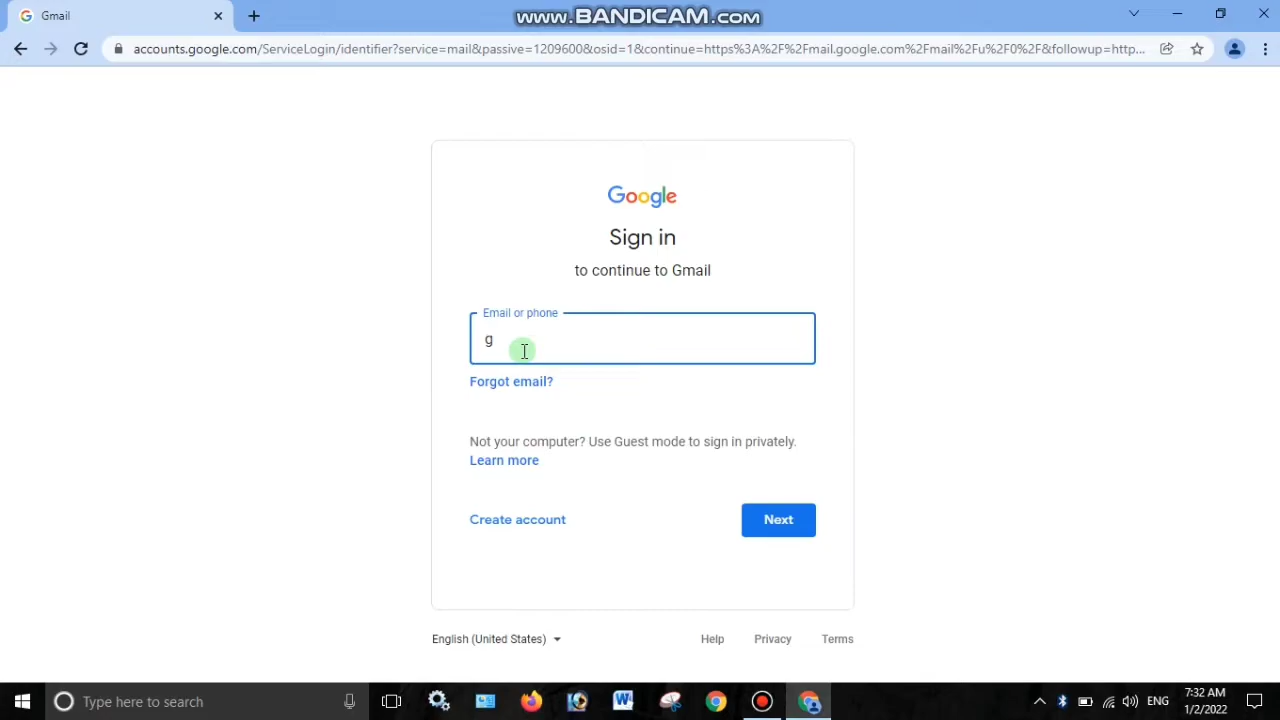 Gmail
www.BANDICAM.com
accounts.google.com/ServiceLogin/identifier?service=mail&passive=1209600&osid=1&continue=https%3A%2F%2Fmail.google.com%2Fmail%2Fu%2F0%2F&followup=http...
Google
Sign in
to continue to Gmail
Email or phone
g
Forgot email?
Not your computer? Use Guest mode to sign in privately.
Learn more
Create account
Next
English (United States)
Help
Privacy
Terms
Type here to search
W
ENG
7:32 AM
1/2/2022